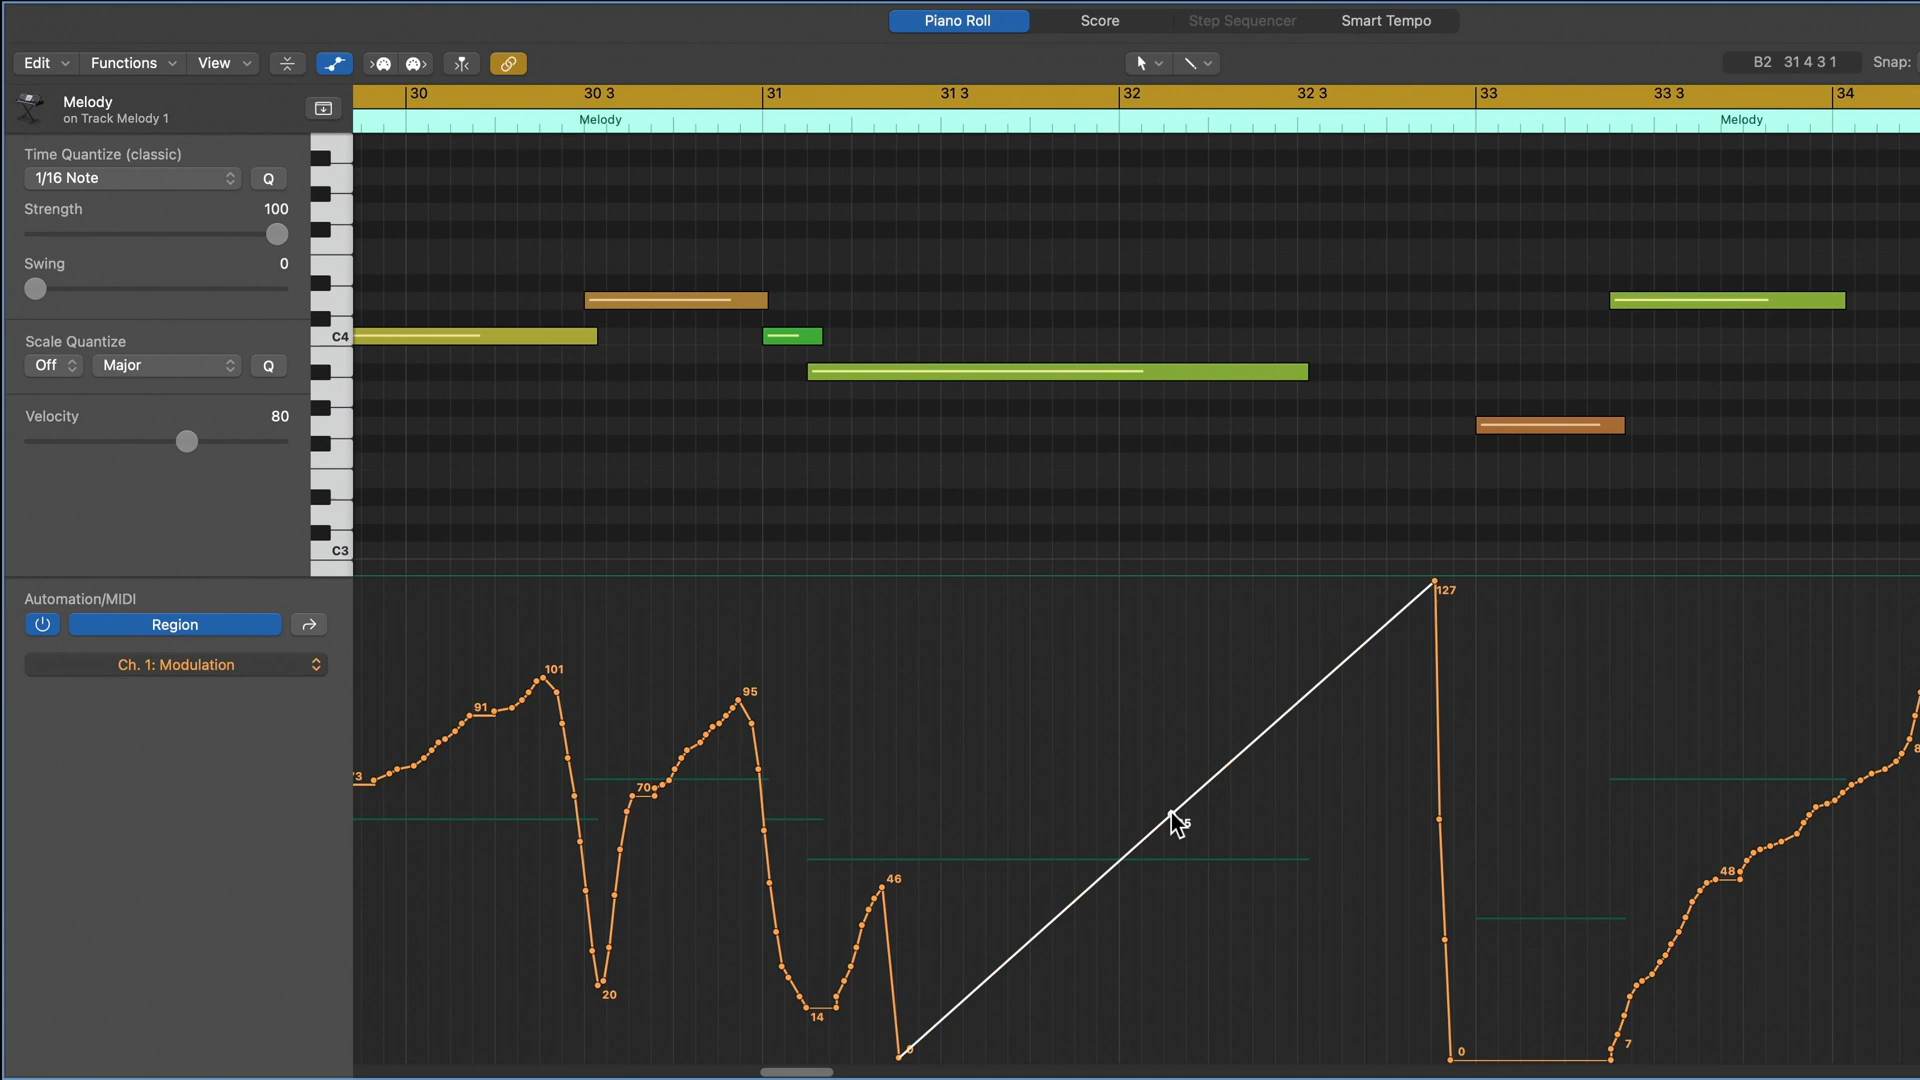 Piano Roll Score Step Sequencer Smart Tempo
Edit Functions View B2 31 4 3 1 Snap:
Melody
on Track Melody 1
30 30 3 31 31 3 32 32 3 33 33 3 34
Melody Melody
Time Quantize (classic)
1/16 Note Q
Strength 100
Swing 0
Scale Quantize
Off Major Q
Velocity 80
C4
C3
Automation/MIDI
Region
Ch. 1: Modulation
127
101
95
91
70
48
46
20
14
7
0
0